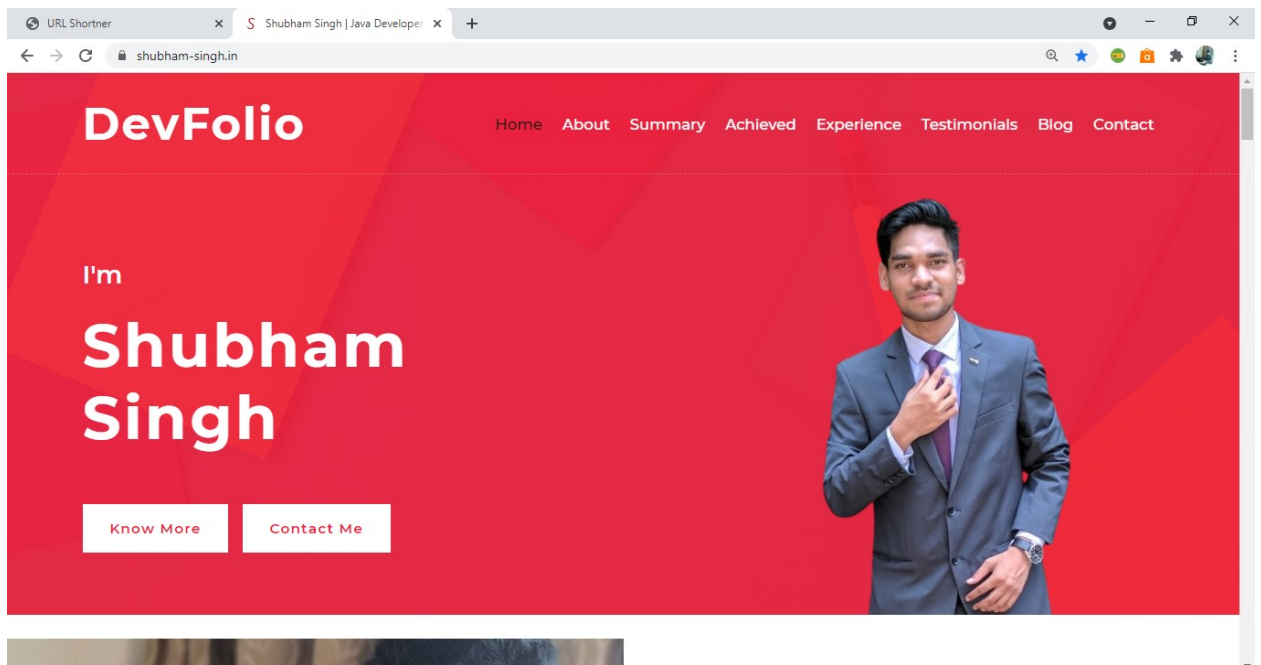 URL Shortner
Shubham Singh | Java Developer
shubham-singh.in
DevFolio
Home About Summary Achieved Experience Testimonials Blog Contact
I'm
Shubham
Singh
Know More Contact Me